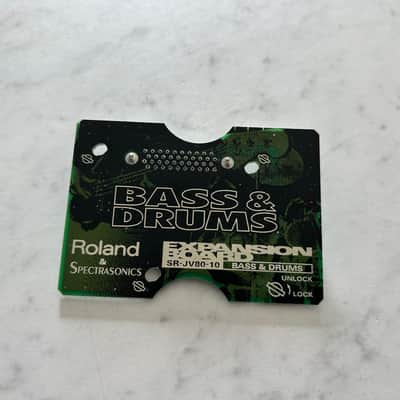 BASS &
DRUMS
Roland
&
SPECTRASONICS
EXPANSION
BOARD
SR-JV80-10 BASS & DRUMS
UNLOCK
LOCK